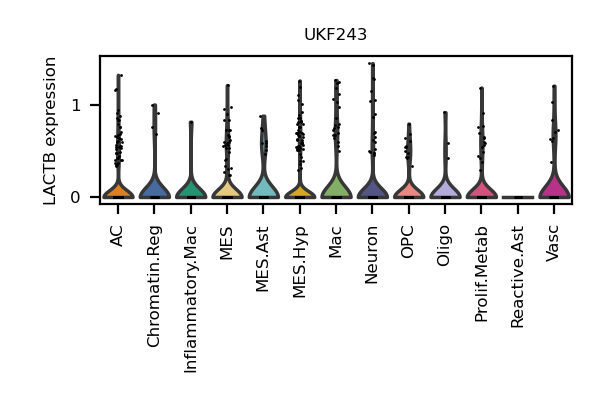 UKF243
LACTB expression
1
0
AC
Chromatin.Reg
Inflammatory.Mac
MES
MES.Ast
MES.Hyp
Mac
Neuron
OPC
Oligo
Prolif.Metab
Reactive.Ast
Vasc